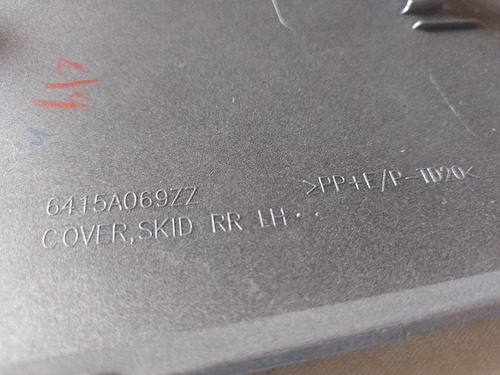 6415A069ZZ
>PP+E/P-TD20<
COVER,SKID RR LH··